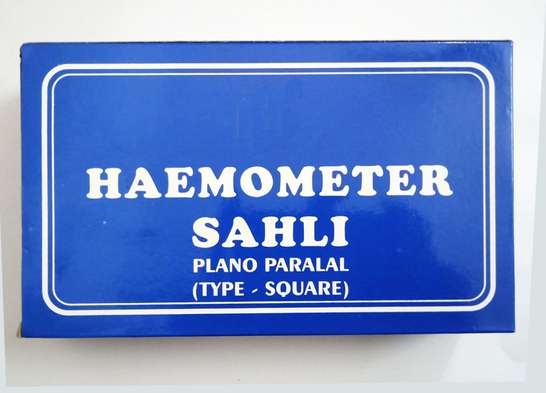 HAEMOMETER
SAHLI
PLANO PARALAL
(TYPE - SQUARE)